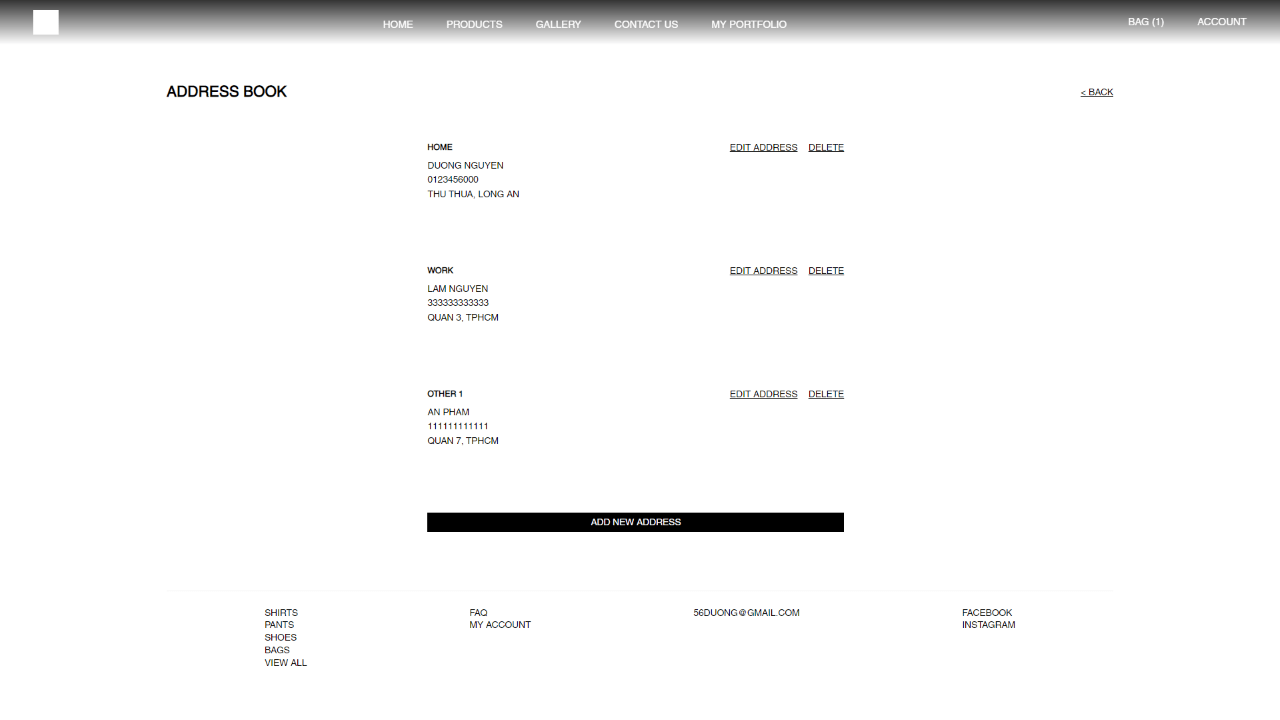 HOME PRODUCTS GALLERY CONTACT US MY PORTFOLIO BAG (1) ACCOUNT
ADDRESS BOOK < BACK
HOME EDIT ADDRESS DELETE
DUONG NGUYEN
0123456000
THU THUA, LONG AN
WORK EDIT ADDRESS DELETE
LAM NGUYEN
333333333333
QUAN 3, TPHCM
OTHER 1 EDIT ADDRESS DELETE
AN PHAM
111111111111
QUAN 7, TPHCM
ADD NEW ADDRESS
SHIRTS FAQ 56DUONG@GMAIL.COM FACEBOOK
PANTS MY ACCOUNT INSTAGRAM
SHOES
BAGS
VIEW ALL